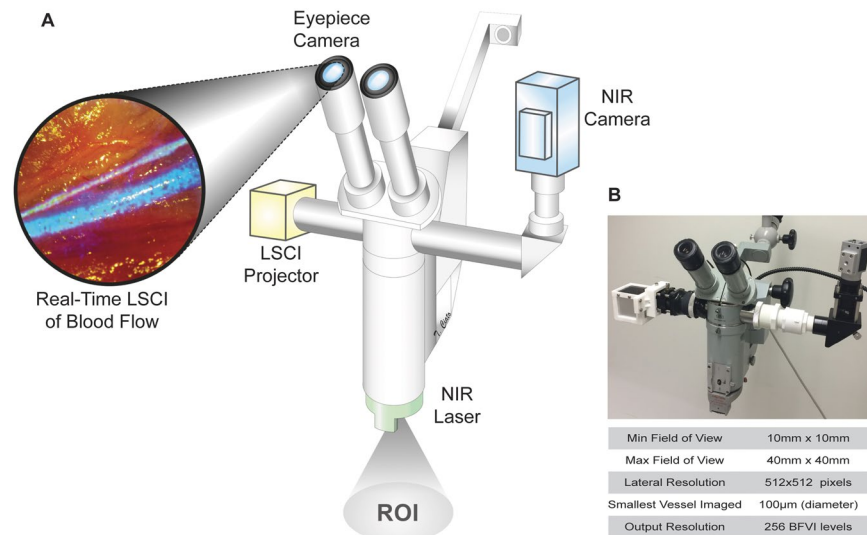 A
Eyepiece
Camera
NIR
Camera
LSCI
Projector
Real-Time LSCI
of Blood Flow
NIR
Laser
ROI
B
Min Field of View 10mm x 10mm
Max Field of View 40mm x 40mm
Lateral Resolution 512x512 pixels
Smallest Vessel Imaged 100µm (diameter)
Output Resolution 256 BFVI levels